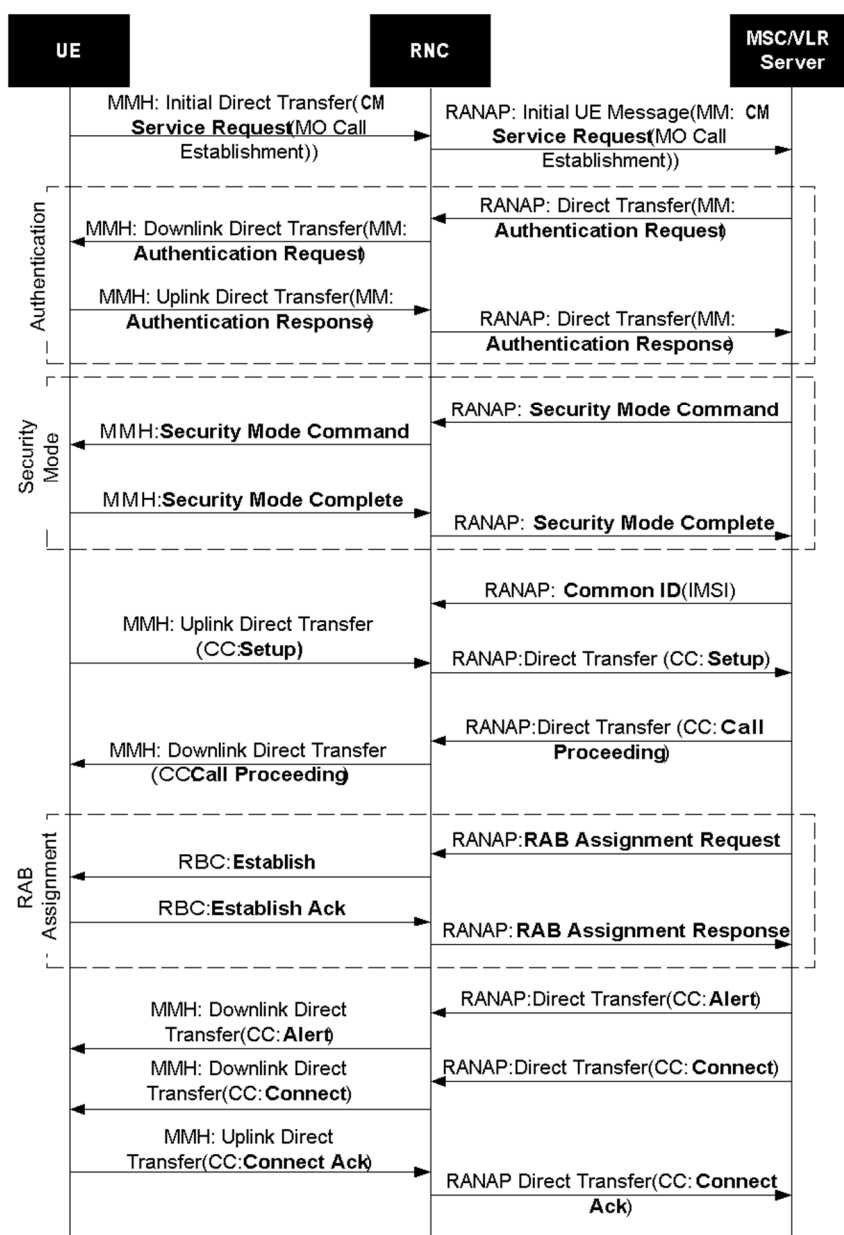 UE
RNC
MSC/VLR
Server
MMH: Initial Direct Transfer(CM
Service Request(MO Call
Establishment))
RANAP: Initial UE Message(MM: CM
Service Request(MO Call
Establishment))
Authentication
RANAP: Direct Transfer(MM:
Authentication Request)
MMH: Downlink Direct Transfer(MM:
Authentication Request)
MMH: Uplink Direct Transfer(MM:
Authentication Response)
RANAP: Direct Transfer(MM:
Authentication Response)
Security
Mode
RANAP: Security Mode Command
MMH:Security Mode Command
MMH:Security Mode Complete
RANAP: Security Mode Complete
RANAP: Common ID(IMSI)
MMH: Uplink Direct Transfer
(CC:Setup)
RANAP:Direct Transfer (CC: Setup)
RANAP:Direct Transfer (CC: Call
Proceeding)
MMH: Downlink Direct Transfer
(CCCall Proceeding)
RAB
Assignment
RANAP:RAB Assignment Request
RBC:Establish
RBC:Establish Ack
RANAP:RAB Assignment Response
RANAP:Direct Transfer(CC:Alert)
MMH: Downlink Direct
Transfer(CC:Alert)
RANAP:Direct Transfer(CC: Connect)
MMH: Downlink Direct
Transfer(CC:Connect)
MMH: Uplink Direct
Transfer(CC:Connect Ack)
RANAP Direct Transfer(CC: Connect
Ack)